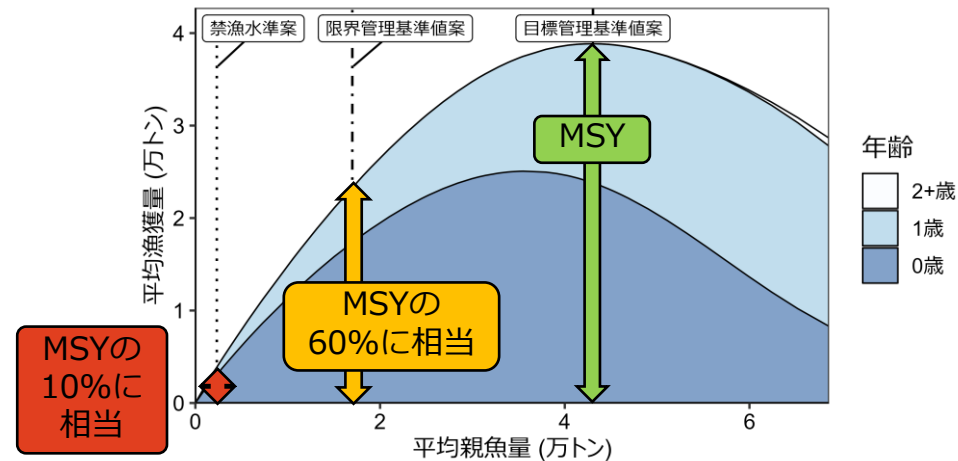 禁漁水準案
限界管理基準値案
目標管理基準値案
4
3
2
1
0
平均漁獲量 (万トン)
MSY
MSYの
60%に相当
MSYの
10%に
相当
0
2
4
6
平均親魚量 (万トン)
年齢
2+歳
1歳
0歳